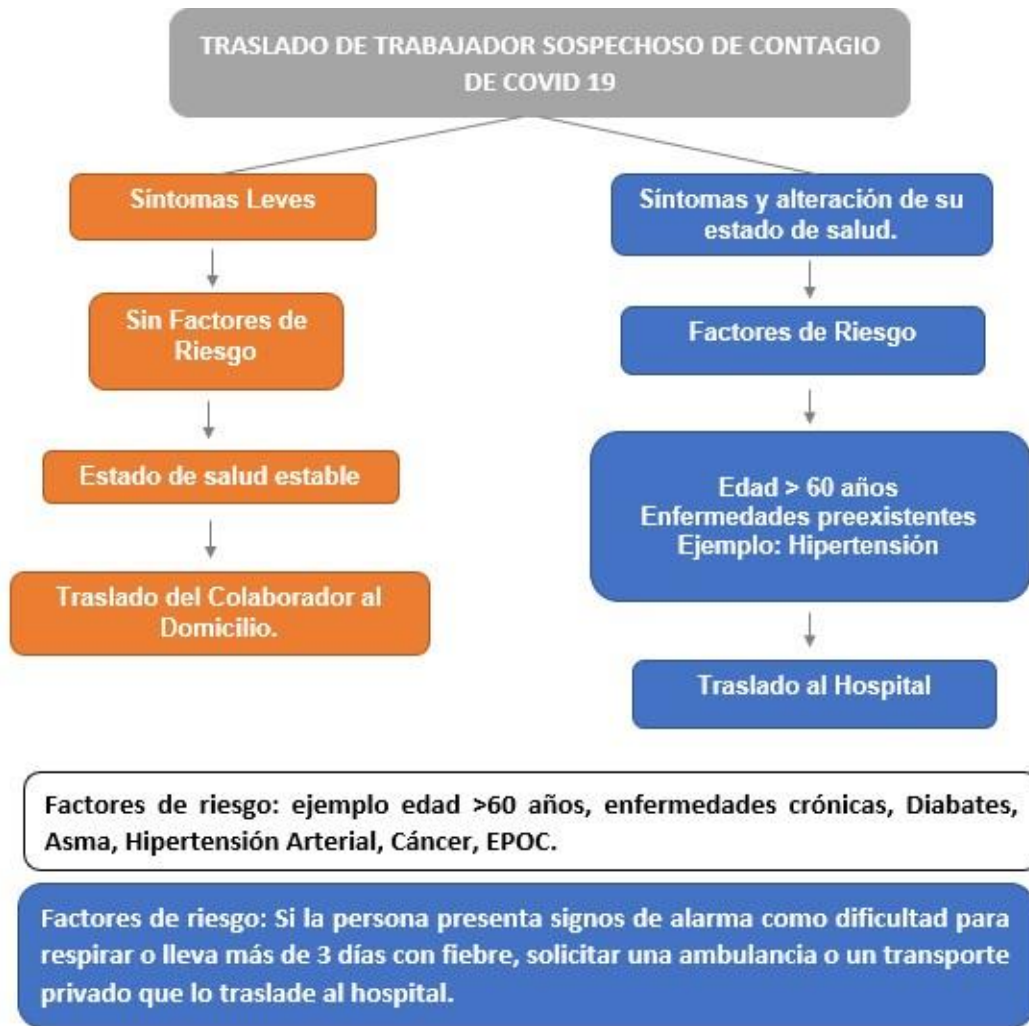 TRASLADO DE TRABAJADOR SOSPECHOSO DE CONTAGIO
DE COVID 19
Síntomas Leves
Sin Factores de
Riesgo
Estado de salud estable
Traslado del Colaborador al
Domicilio.
Síntomas y alteración de su
estado de salud.
Factores de Riesgo
Edad > 60 años
Enfermedades preexistentes
Ejemplo: Hipertensión
Traslado al Hospital
Factores de riesgo: ejemplo edad >60 años, enfermedades crónicas, Diabates,
Asma, Hipertensión Arterial, Cáncer, EPOC.
Factores de riesgo: Si la persona presenta signos de alarma como dificultad para
respirar o lleva más de 3 días con fiebre, solicitar una ambulancia o un transporte
privado que lo traslade al hospital.